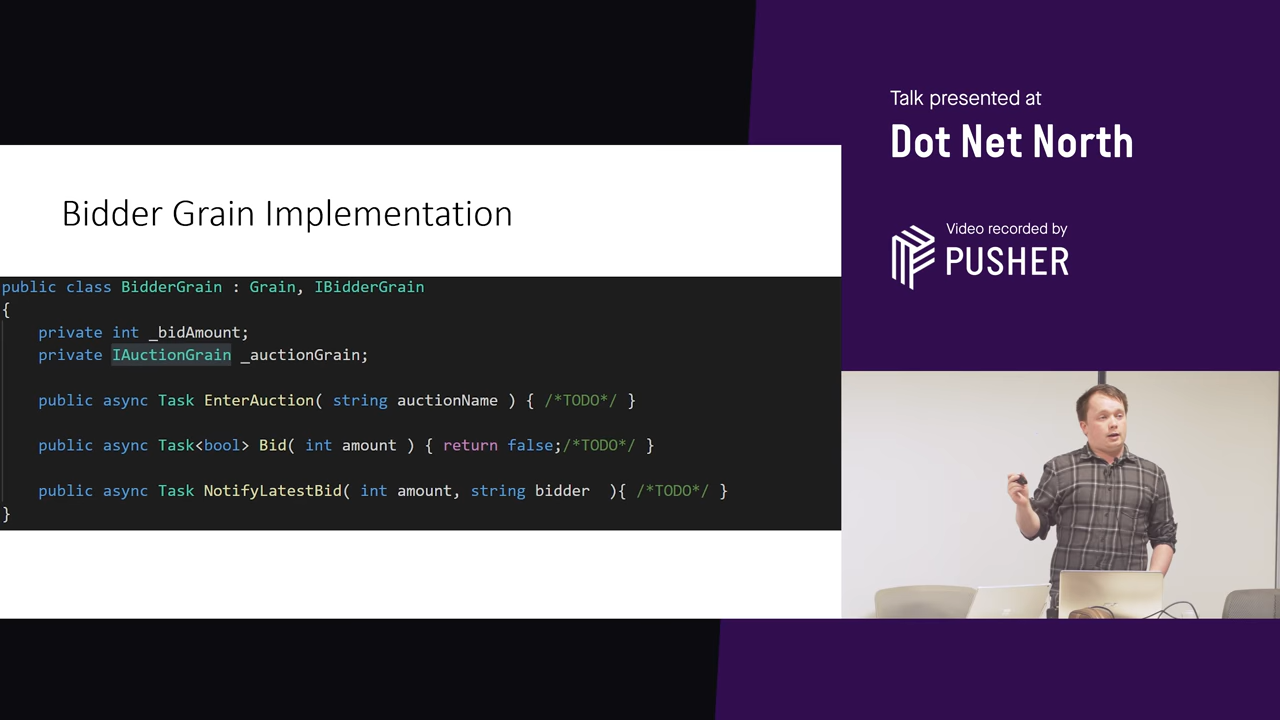 Talk presented at
Dot Net North
Video recorded by
PUSHER
Bidder Grain Implementation
public class BidderGrain : Grain, IBidderGrain
{
private int _bidAmount;
private IAuctionGrain _auctionGrain;
public async Task EnterAuction( string auctionName ) { /*TODO*/ }
public async Task<bool> Bid( int amount ) { return false;/*TODO*/ }
public async Task NotifyLatestBid( int amount, string bidder  ){ /*TODO*/ }
}